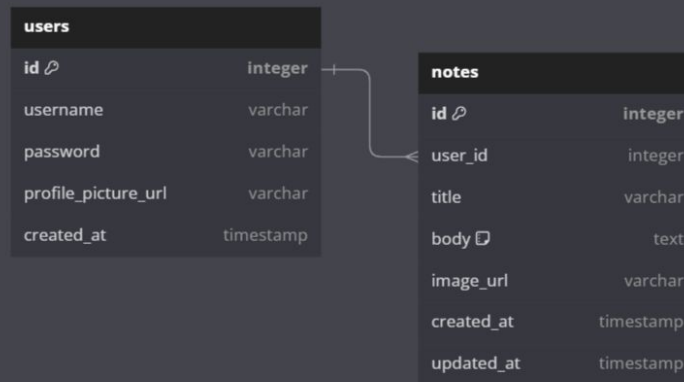 users
id integer
username varchar
password varchar
profile_picture_url varchar
created_at timestamp
notes
id integer
user_id integer
title varchar
body text
image_url varchar
created_at timestamp
updated_at timestamp